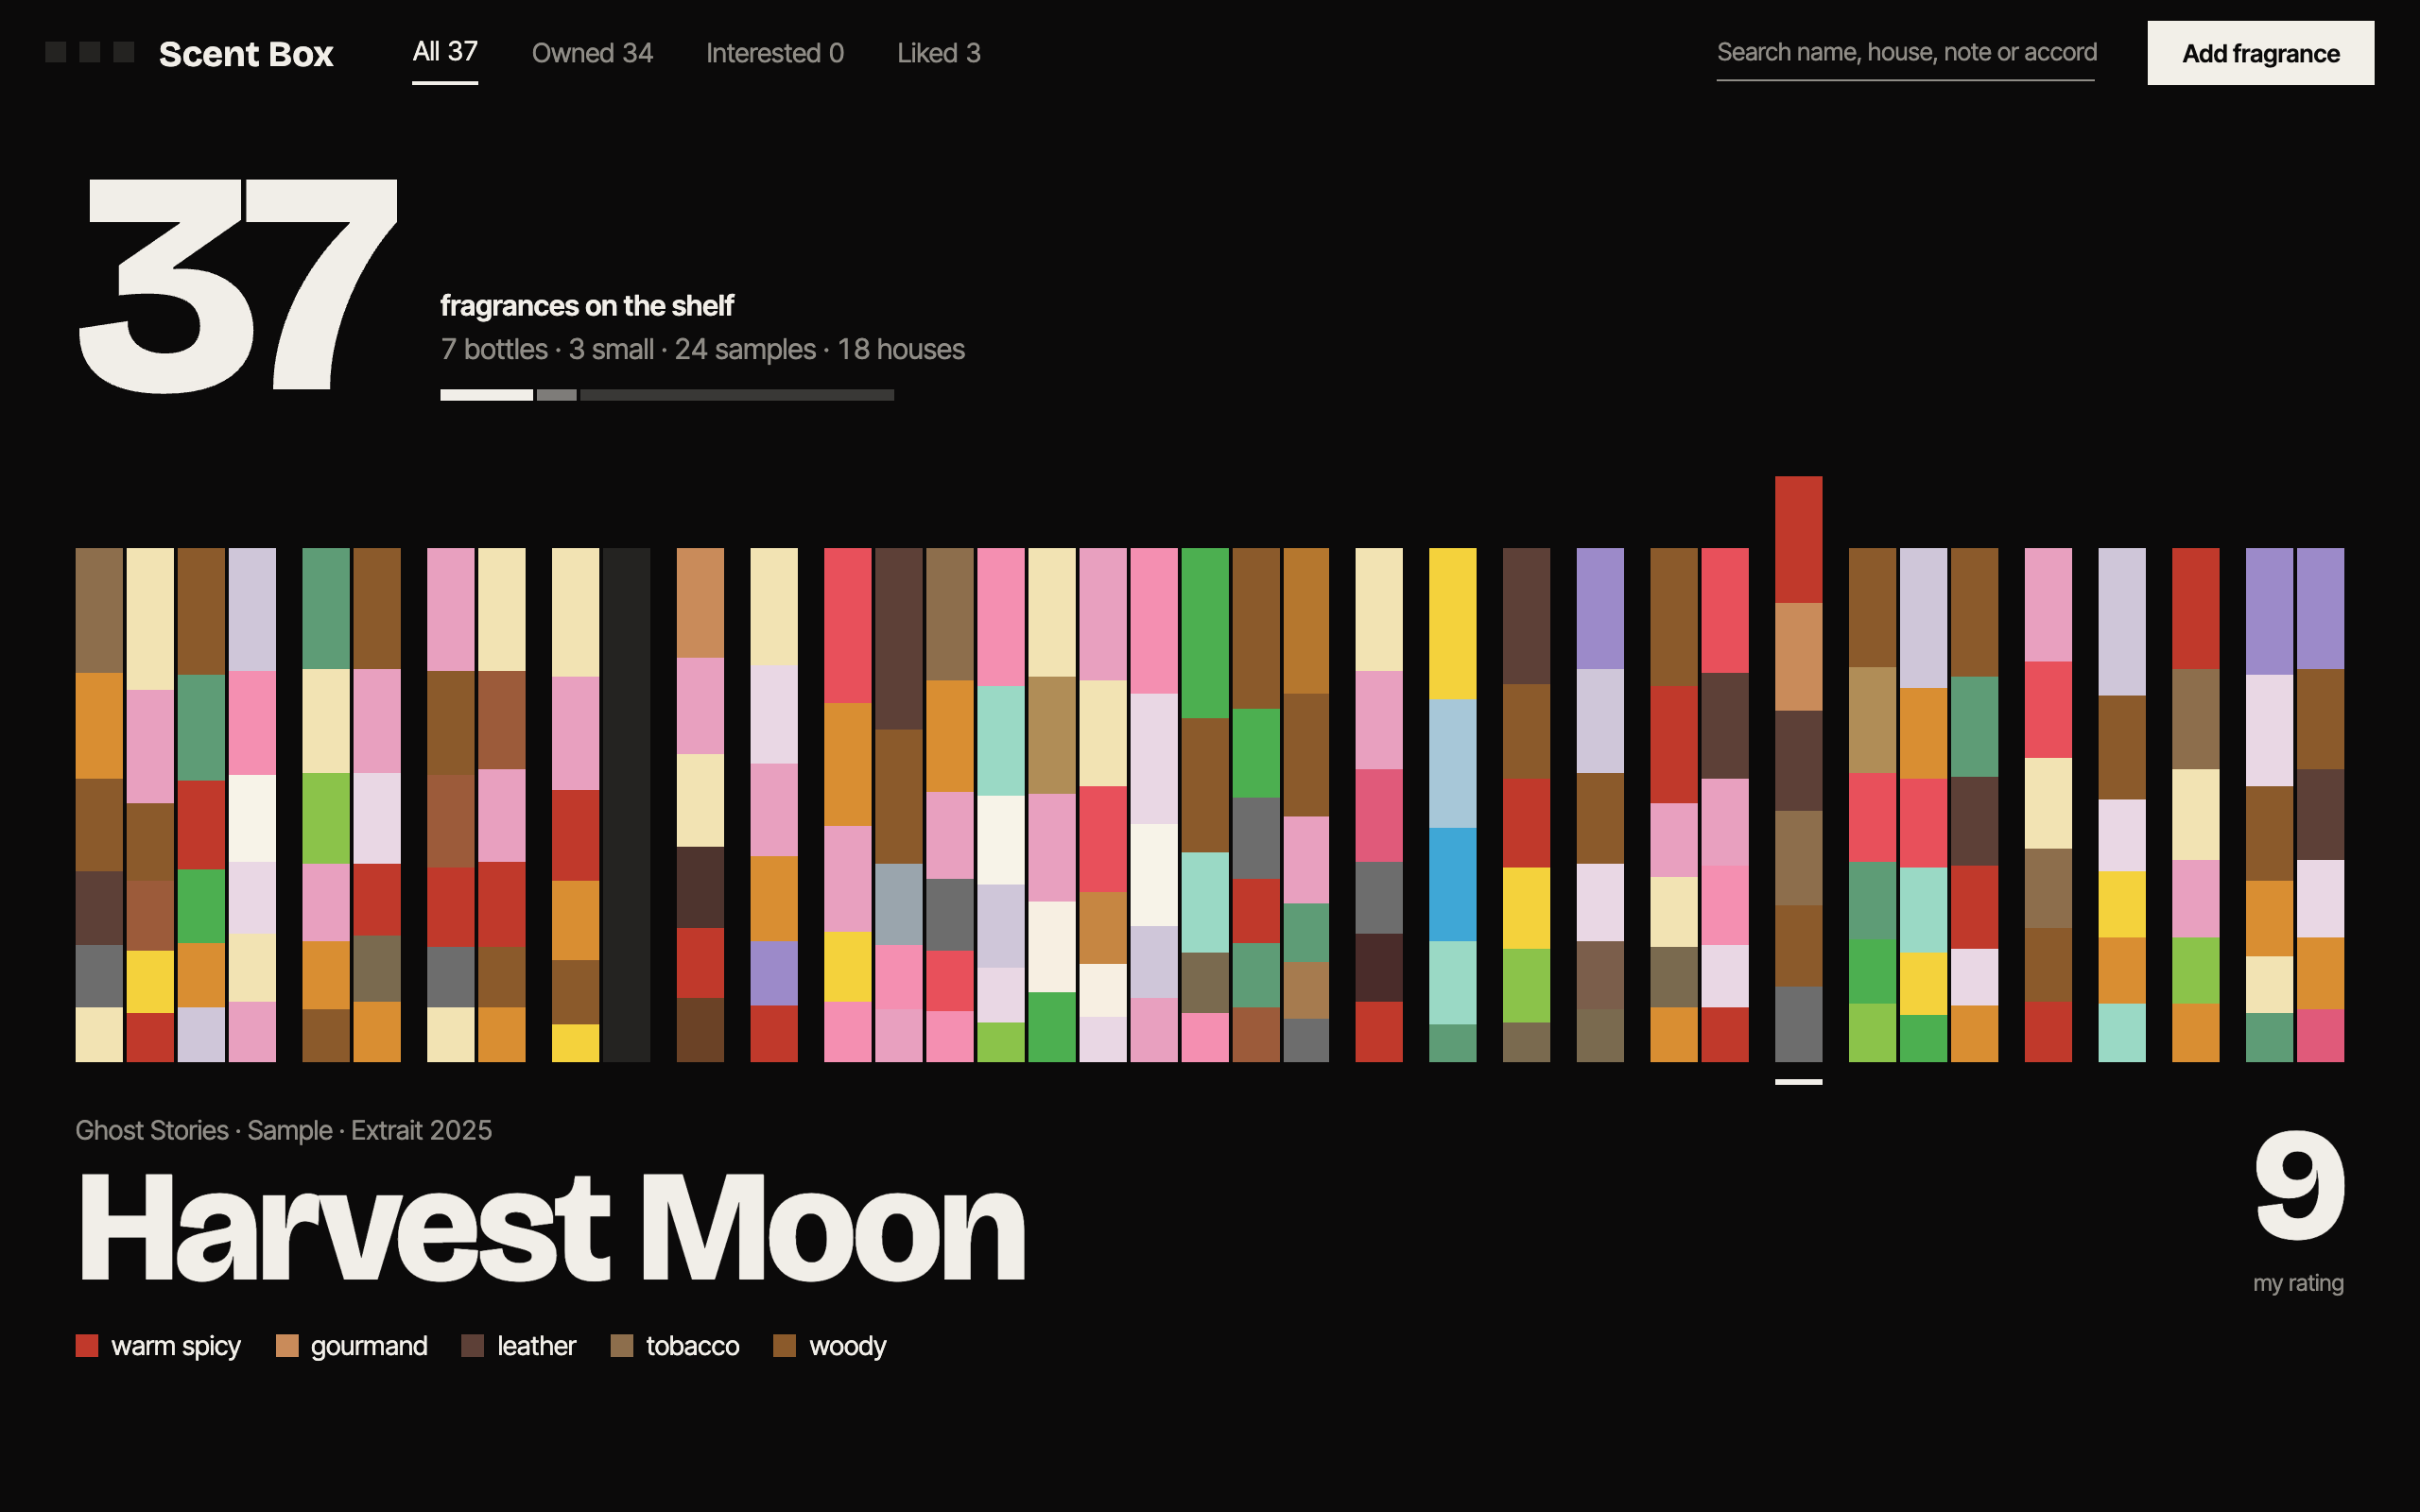 Scent Box
All 37
Owned 34
Interested 0
Liked 3
Search name, house, note or accord
Add fragrance
37
fragrances on the shelf
7 bottles · 3 small · 24 samples · 18 houses
Ghost Stories · Sample · Extrait 2025
Harvest Moon
9
my rating
warm spicy
gourmand
leather
tobacco
woody